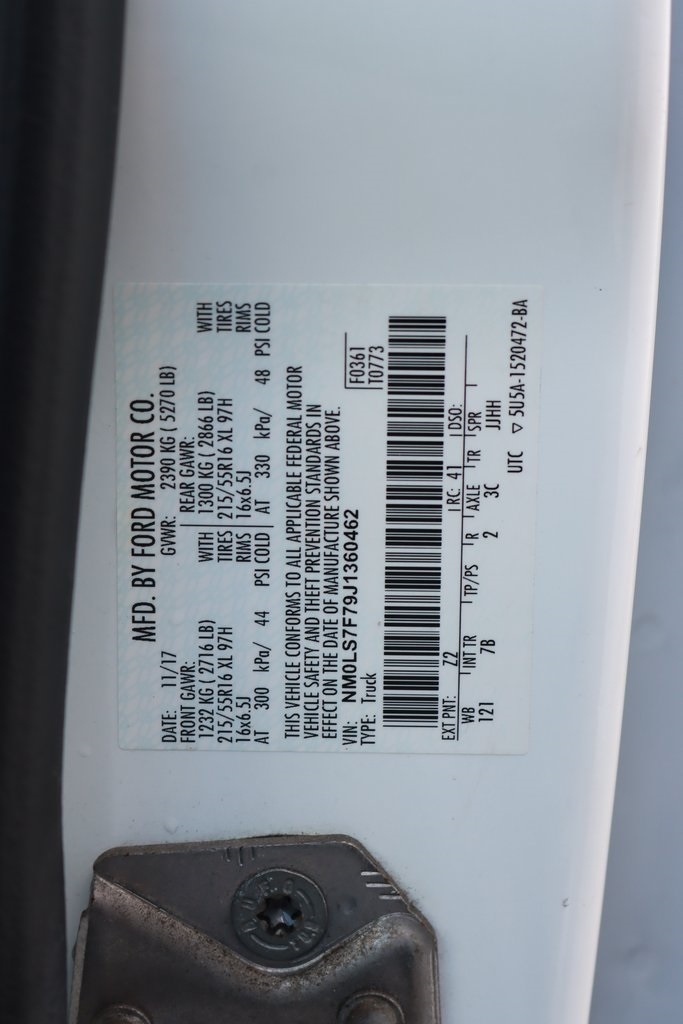 MFD. BY FORD MOTOR CO.
DATE: 11/17 GVWR: 2390 KG ( 5270 LB)
FRONT GAWR: REAR GAWR:
1232 KG ( 2716 LB) WITH 1300 KG ( 2866 LB) WITH
215/55R16 XL 97H TIRES 215/55R16 XL 97H TIRES
16x6.5J RIMS 16x6.5J RIMS
AT 300 kPa/ 44 PSI COLD AT 330 kPa/ 48 PSI COLD
THIS VEHICLE CONFORMS TO ALL APPLICABLE FEDERAL MOTOR
VEHICLE SAFETY AND THEFT PREVENTION STANDARDS IN
EFFECT ON THE DATE OF MANUFACTURE SHOWN ABOVE.
VIN: NM0LS7F79J1360462 F0361
TYPE: Truck T0773
EXT PNT: Z2 RC: 41 DSO:
WB INT TR TP/PS R AXLE TR SPR
121 7B 2 3C JJHH
UTC ▽ 5U5A-1520472-BA